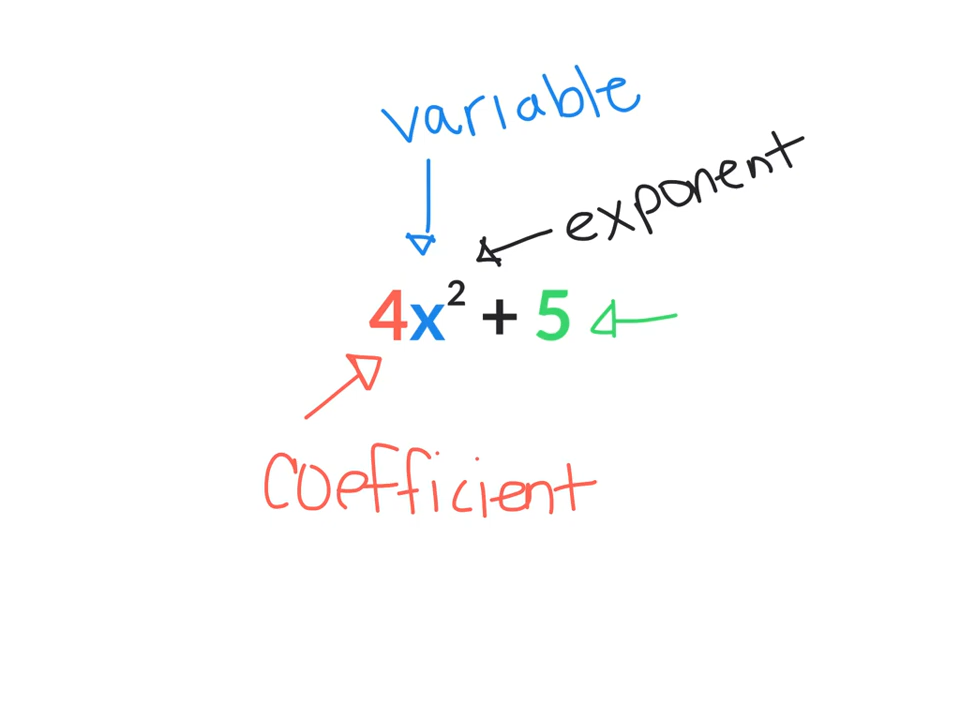 variable
exponent
4x² + 5
coefficient